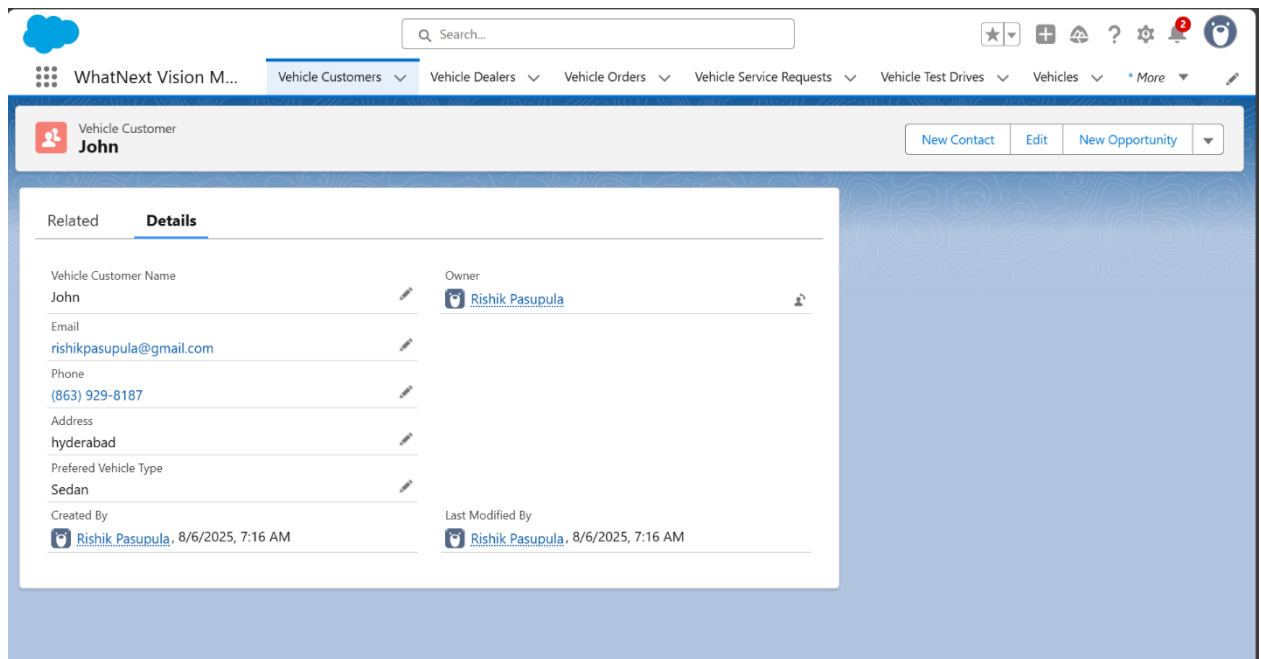 Search...
2
WhatNext Vision M... Vehicle Customers Vehicle Dealers Vehicle Orders Vehicle Service Requests Vehicle Test Drives Vehicles * More
Vehicle Customer
John
New Contact Edit New Opportunity
Related Details
Vehicle Customer Name Owner
John Rishik Pasupula
Email
rishikpasupula@gmail.com
Phone
(863) 929-8187
Address
hyderabad
Prefered Vehicle Type
Sedan
Created By Last Modified By
Rishik Pasupula, 8/6/2025, 7:16 AM Rishik Pasupula, 8/6/2025, 7:16 AM